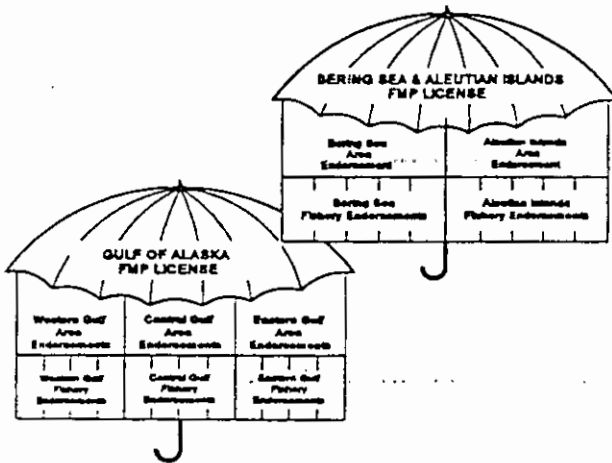 BERING SEA & ALEUTIAN ISLANDS
FMP LICENSE
Bering Sea
Area
Endorsement
Aleutian Islands
Area
Endorsement
Bering Sea
Fishery Endorsements
Aleutian Islands
Fishery Endorsements
GULF OF ALASKA
FMP LICENSE
Western Gulf
Area
Endorsements
Central Gulf
Area
Endorsements
Eastern Gulf
Area
Endorsements
Western Gulf
Fishery
Endorsements
Central Gulf
Fishery
Endorsements
Eastern Gulf
Fishery
Endorsements